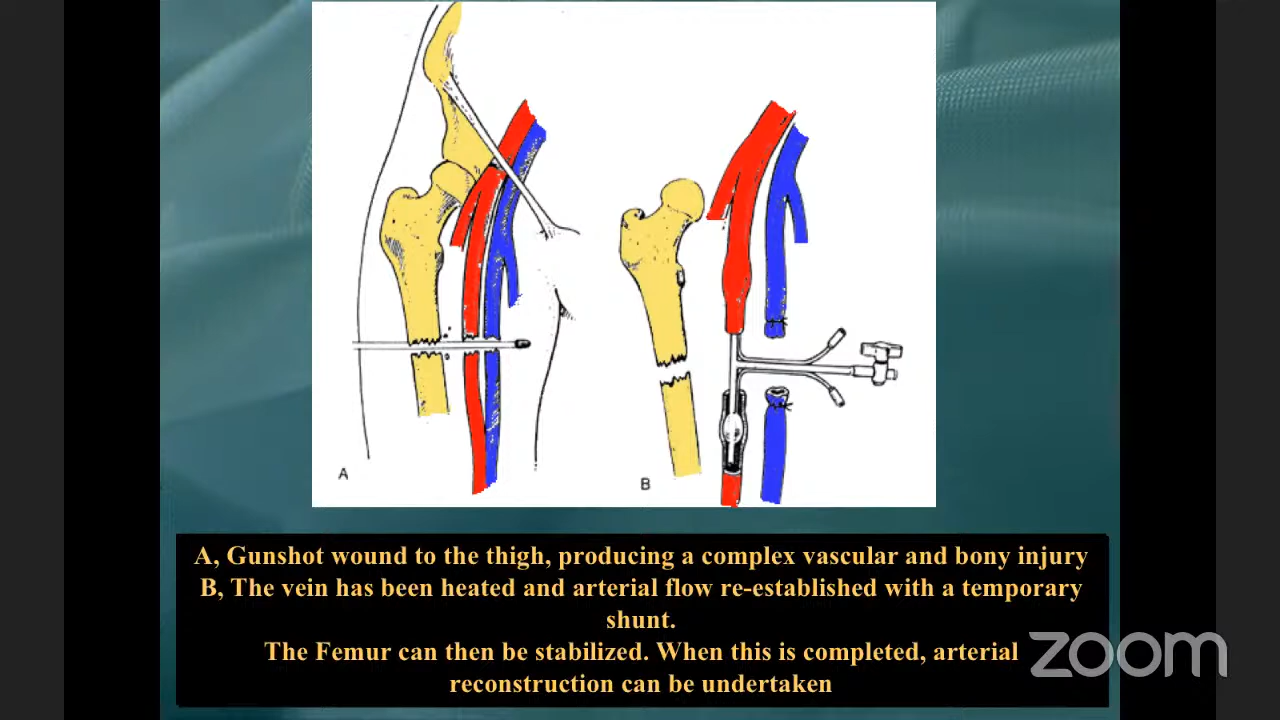 A
B
A, Gunshot wound to the thigh, producing a complex vascular and bony injury
B, The vein has been heated and arterial flow re-established with a temporary
shunt.
The Femur can then be stabilized. When this is completed, arterial
reconstruction can be undertaken
zoom